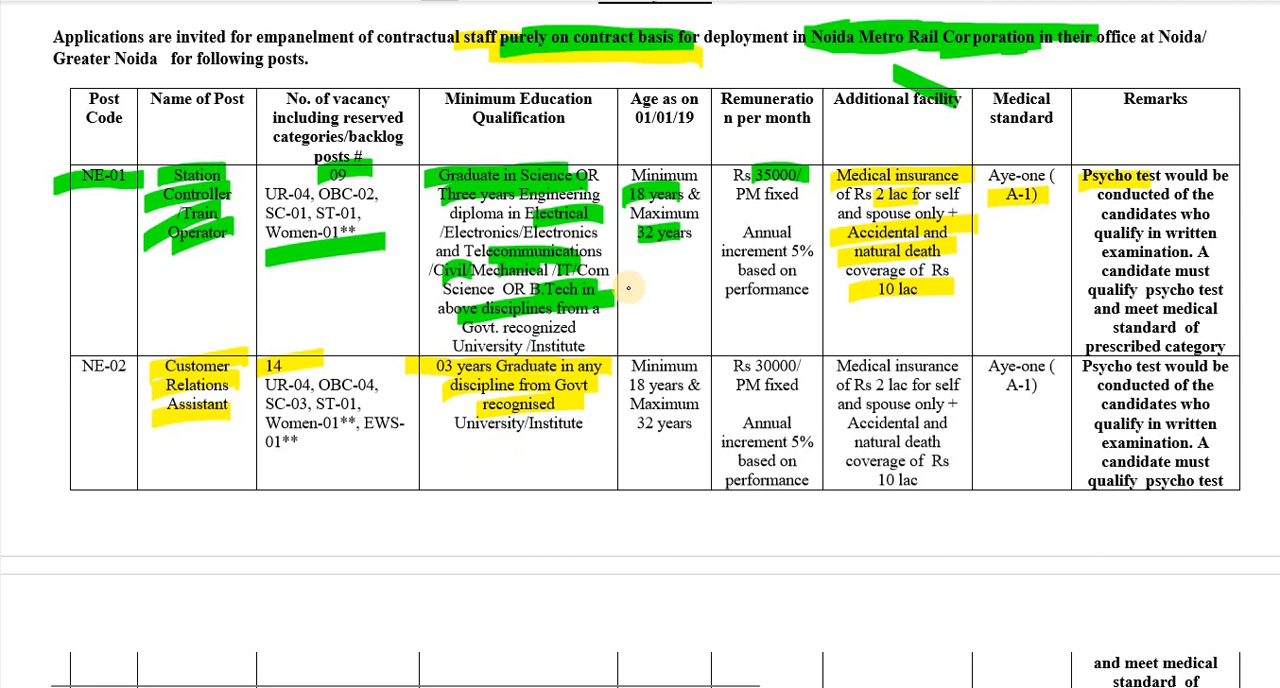 Applications are invited for empanelment of contractual staff purely on contract basis for deployment in Noida Metro Rail Corporation in their office at Noida/
Greater Noida for following posts.
Post
Code
Name of Post
No. of vacancy
including reserved
categories/backlog
posts #
Minimum Education
Qualification
Age as on
01/01/19
Remuneratio
n per month
Additional facility
Medical
standard
Remarks
NE-01
Station
Controller
/Train
Operator
09
UR-04, OBC-02,
SC-01, ST-01,
Women-01**
Graduate in Science OR
Three years Engineering
diploma in Electrical
/Electronics/Electronics
and Telecommunications
/Civil/Mechanical /IT/Com
Science OR B.Tech in
above disciplines from a
Govt. recognized
University /Institute
Minimum
18 years &
Maximum
32 years
Rs 35000/
PM fixed
Annual
increment 5%
based on
performance
Medical insurance
of Rs 2 lac for self
and spouse only +
Accidental and
natural death
coverage of Rs
10 lac
Aye-one (
A-1)
Psycho test would be
conducted of the
candidates who
qualify in written
examination. A
candidate must
qualify psycho test
and meet medical
standard of
prescribed category
NE-02
Customer
Relations
Assistant
14
UR-04, OBC-04,
SC-03, ST-01,
Women-01**, EWS-
01**
03 years Graduate in any
discipline from Govt
recognised
University/Institute
Minimum
18 years &
Maximum
32 years
Rs 30000/
PM fixed
Annual
increment 5%
based on
performance
Medical insurance
of Rs 2 lac for self
and spouse only +
Accidental and
natural death
coverage of Rs
10 lac
Aye-one (
A-1)
Psycho test would be
conducted of the
candidates who
qualify in written
examination. A
candidate must
qualify psycho test
and meet medical
standard of